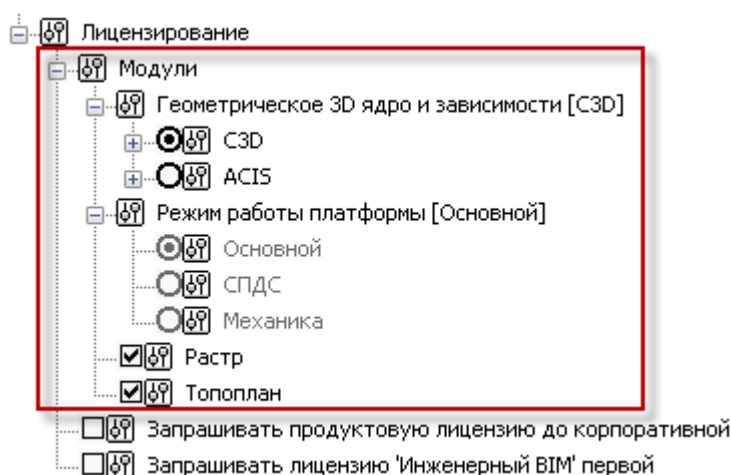 Лицензирование
Модули
Геометрическое 3D ядро и зависимости [C3D]
C3D
ACIS
Режим работы платформы [Основной]
Основной
СПДС
Механика
Растр
Топоплан
Запрашивать продуктовую лицензию до корпоративной
Запрашивать лицензию 'Инженерный BIM' первой